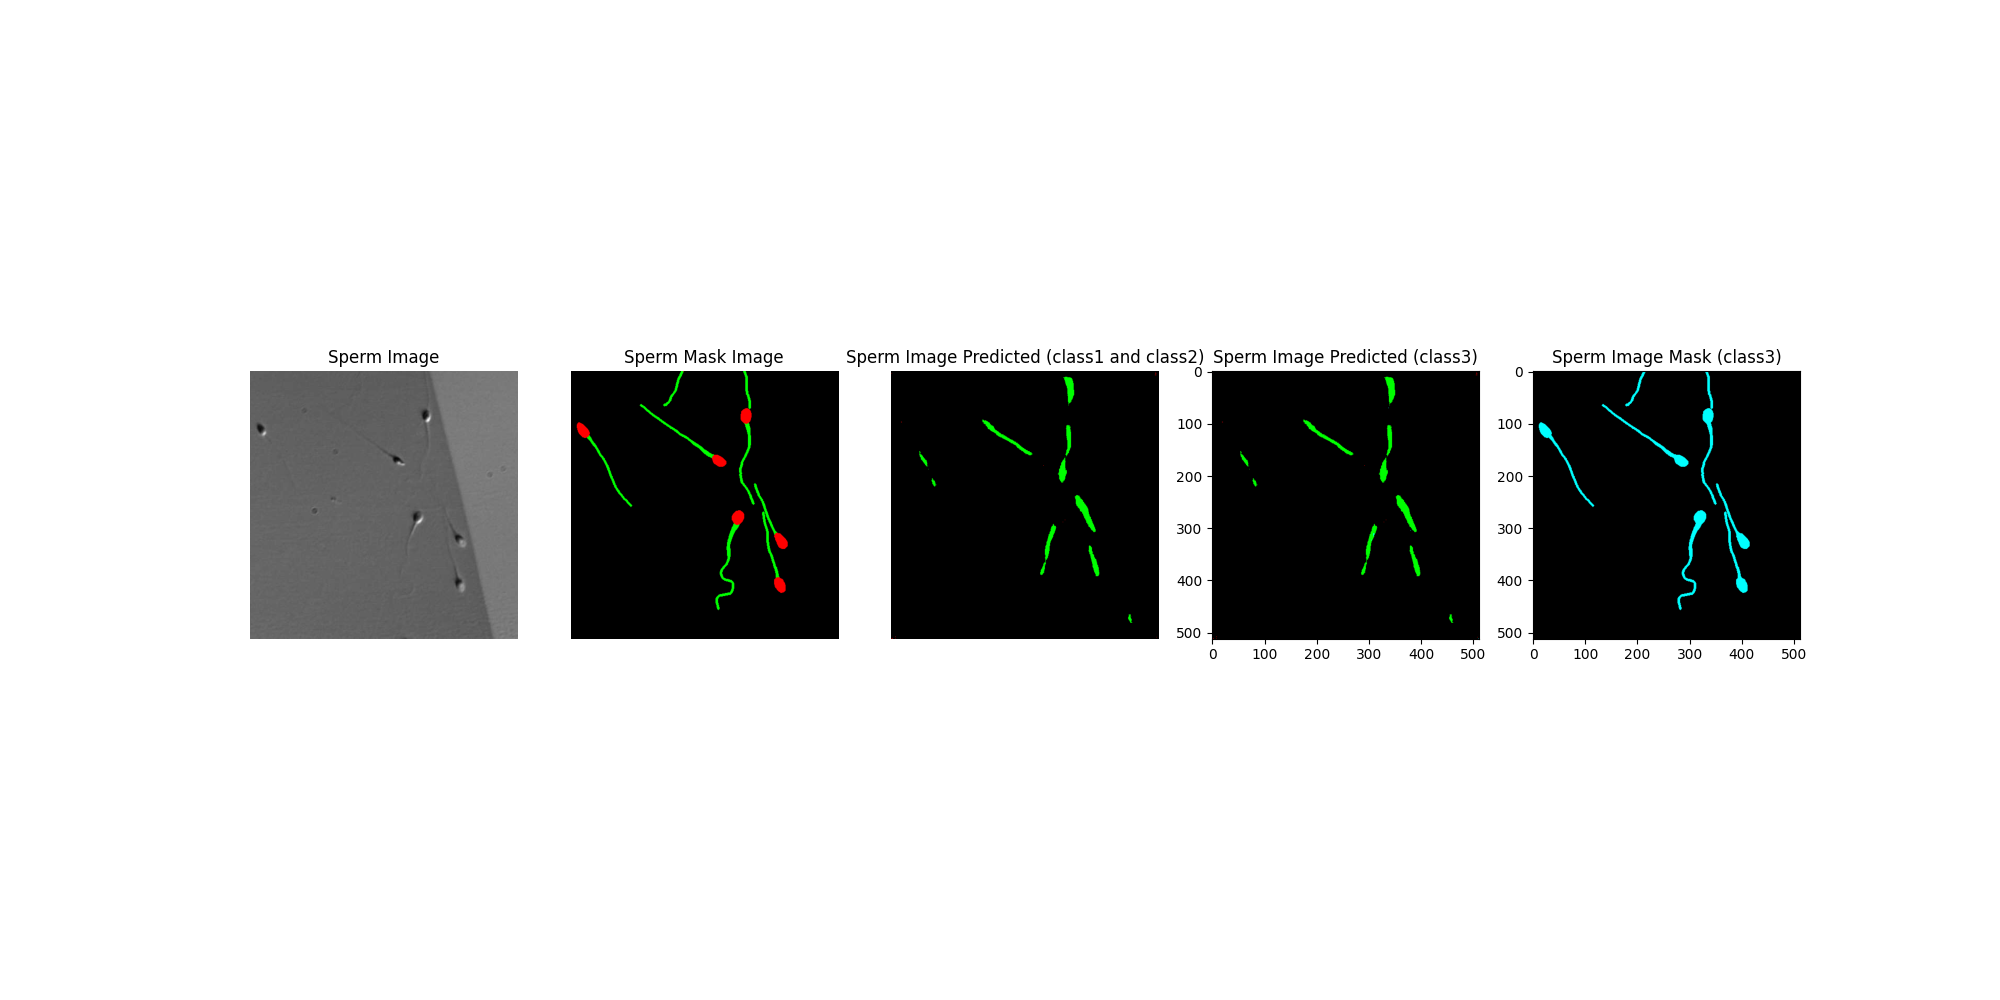 Sperm Image
Sperm Mask Image
Sperm Image Predicted (class1 and class2)
Sperm Image Predicted (class3)
0
100
200
300
400
500
0 100 200 300 400 500
Sperm Image Mask (class3)
0
100
200
300
400
500
0 100 200 300 400 500